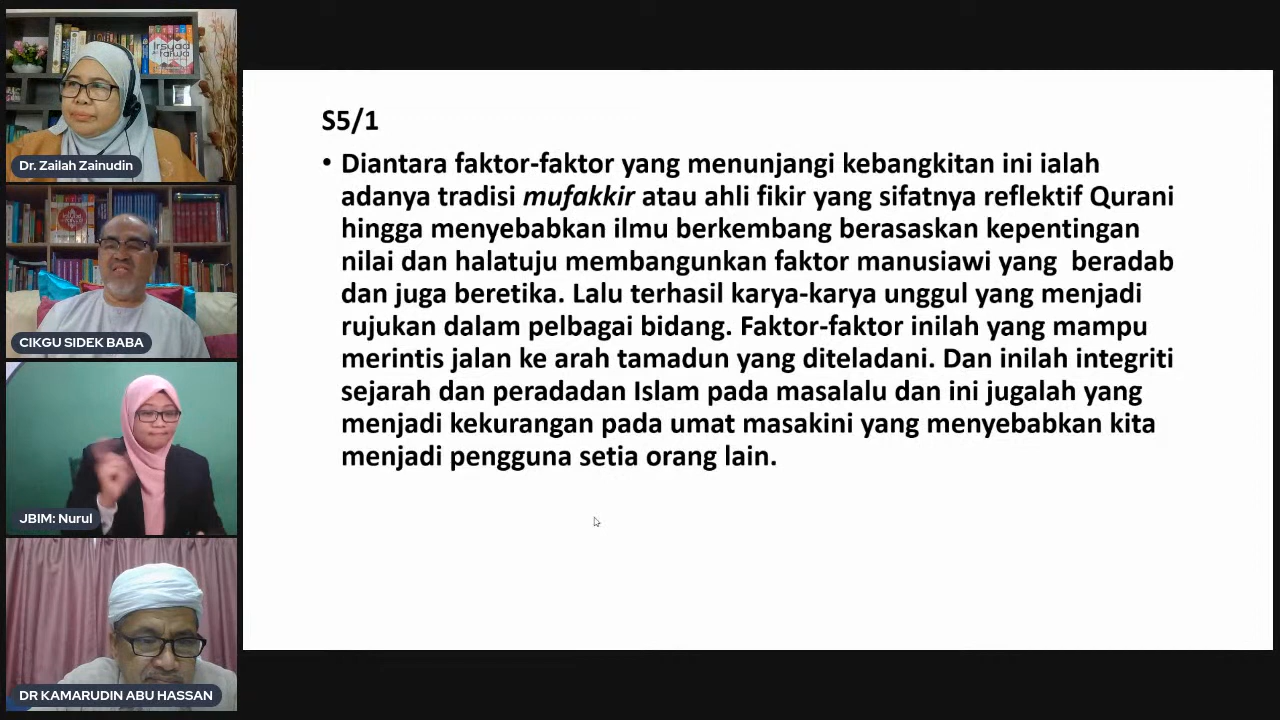 Irsyad
fatwa
Dr. Zailah Zainudin
CIKGU SIDEK BABA
JBIM: Nurul
DR KAMARUDIN ABU HASSAN
S5/1
• Diantara faktor-faktor yang menunjangi kebangkitan ini ialah
adanya tradisi mufakkir atau ahli fikir yang sifatnya reflektif Qurani
hingga menyebabkan ilmu berkembang berasaskan kepentingan
nilai dan halatuju membangunkan faktor manusiawi yang  beradab
dan juga beretika. Lalu terhasil karya-karya unggul yang menjadi
rujukan dalam pelbagai bidang. Faktor-faktor inilah yang mampu
merintis jalan ke arah tamadun yang diteladani. Dan inilah integriti
sejarah dan peradadan Islam pada masalalu dan ini jugalah yang
menjadi kekurangan pada umat masakini yang menyebabkan kita
menjadi pengguna setia orang lain.